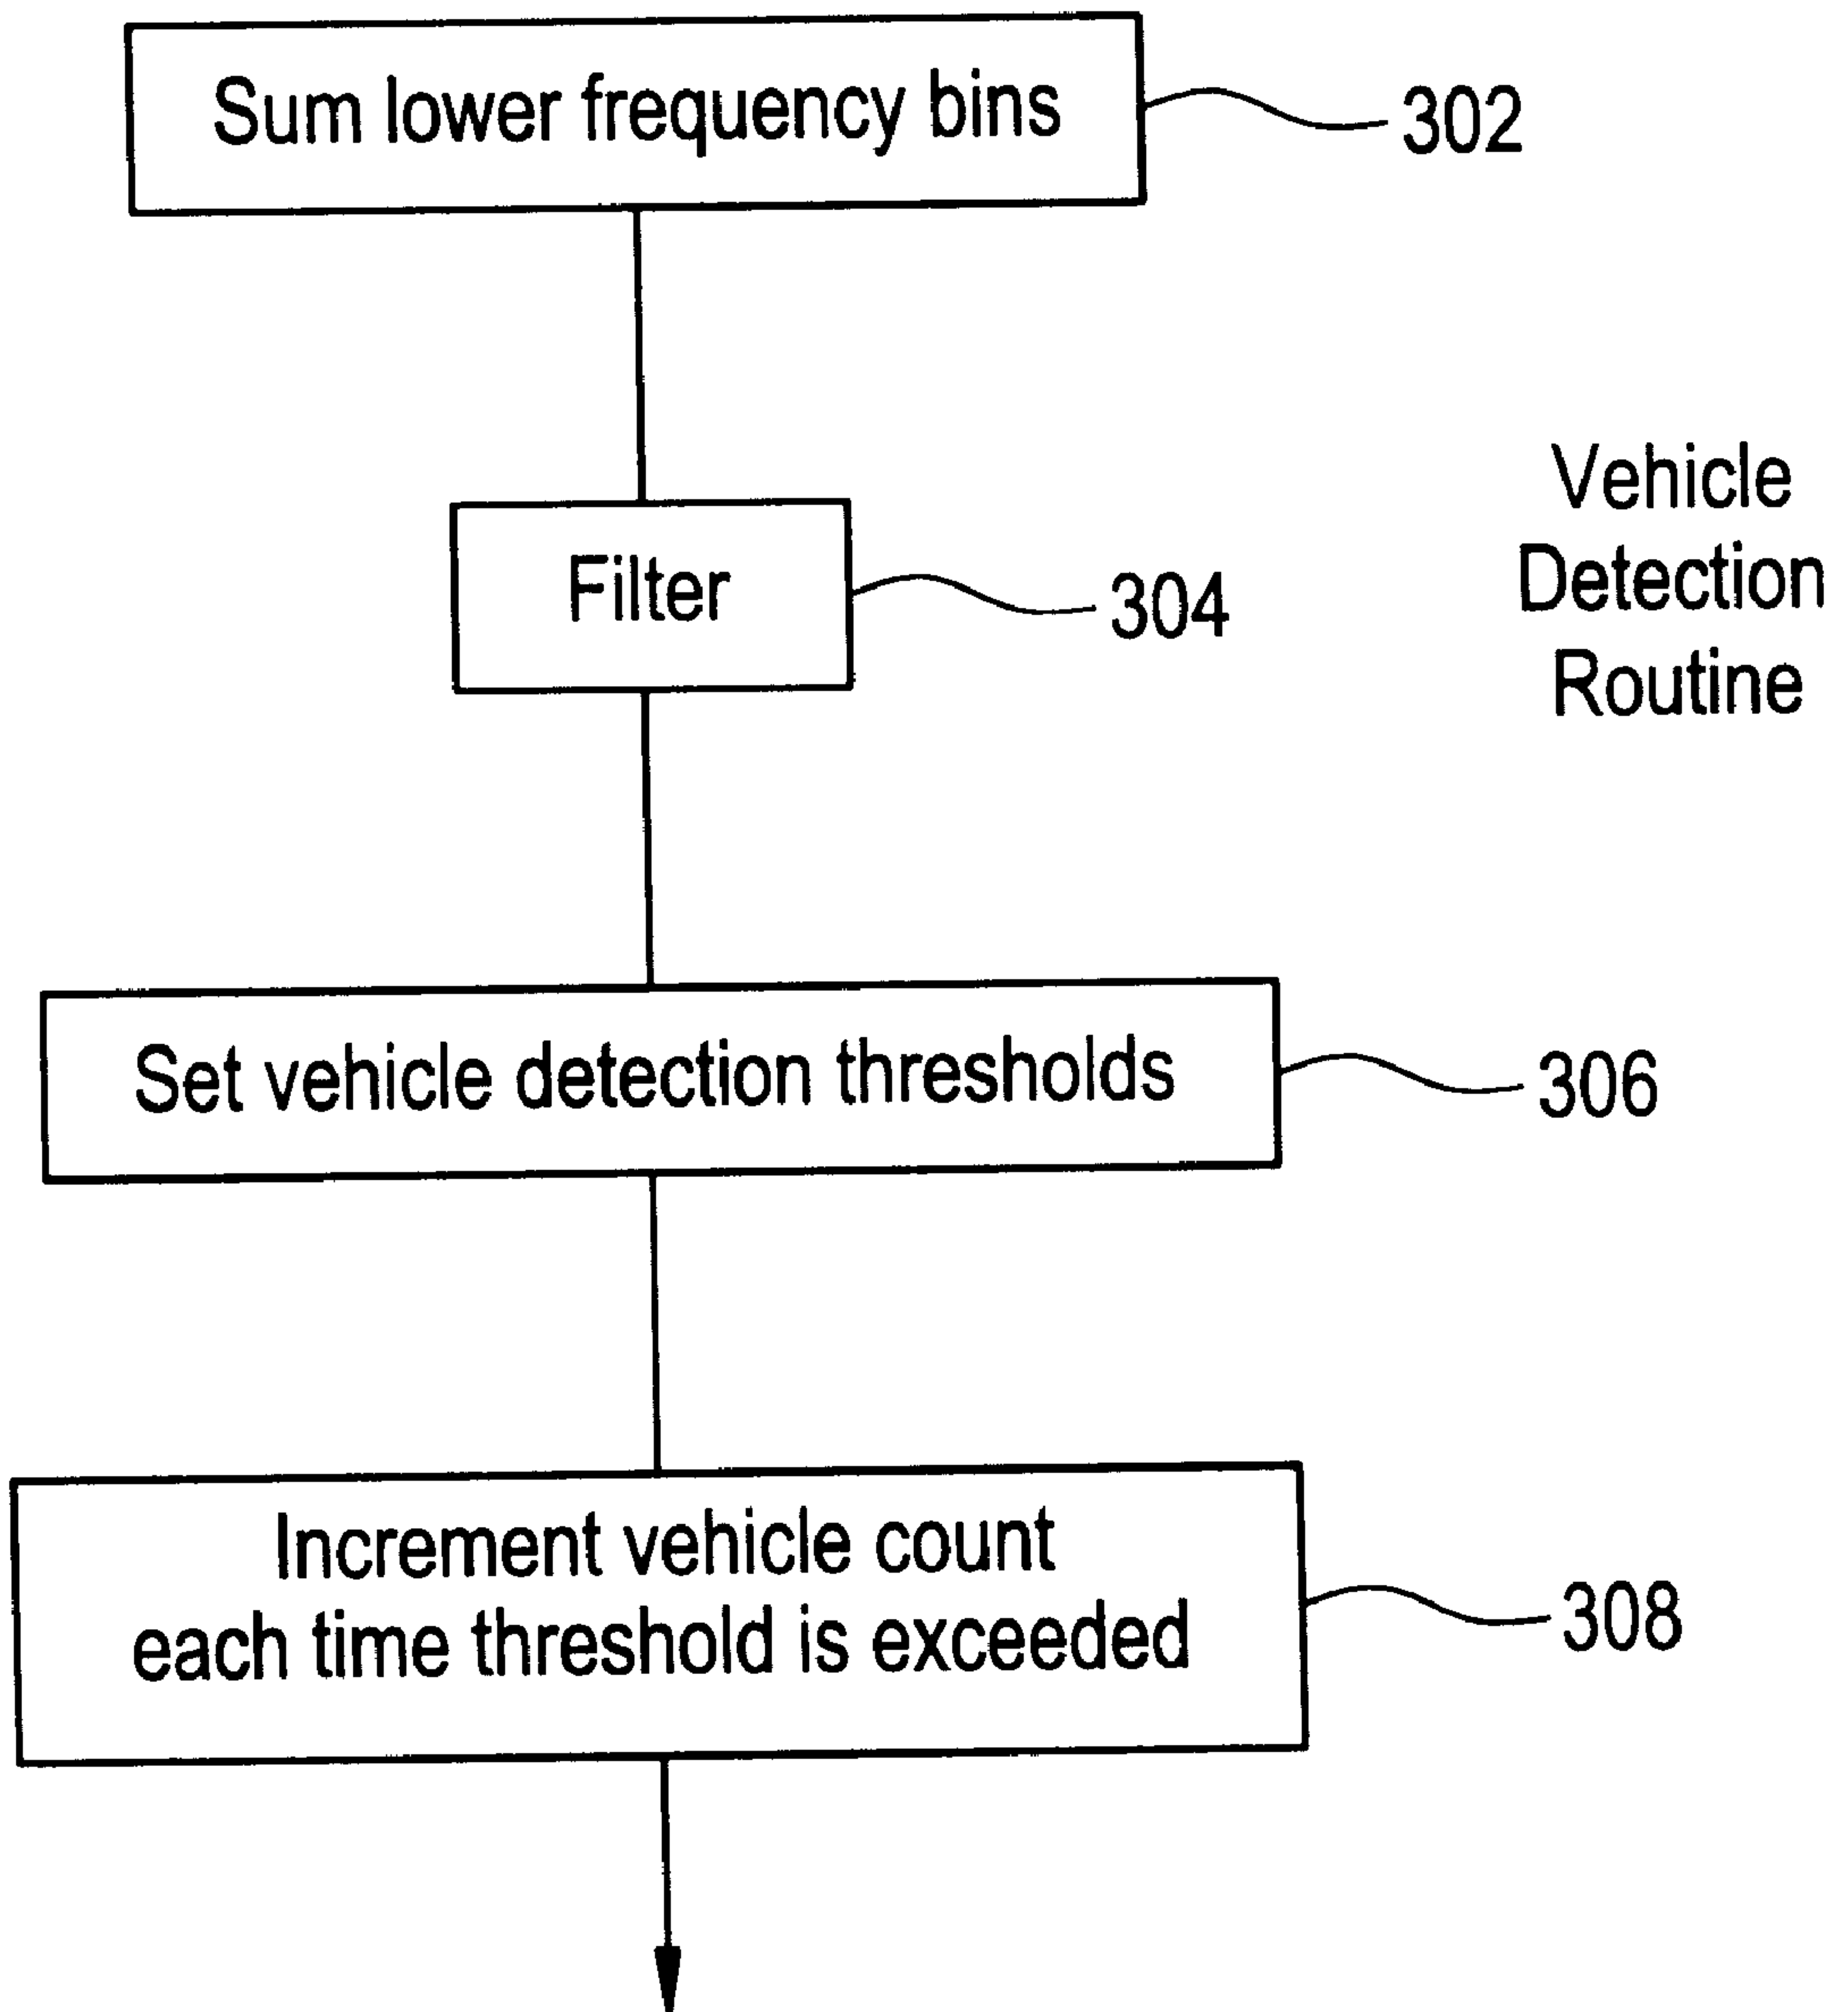 Sum lower frequency bins
302
Filter
304
Vehicle
Detection
Routine
Set vehicle detection thresholds
306
Increment vehicle count
each time threshold is exceeded
308